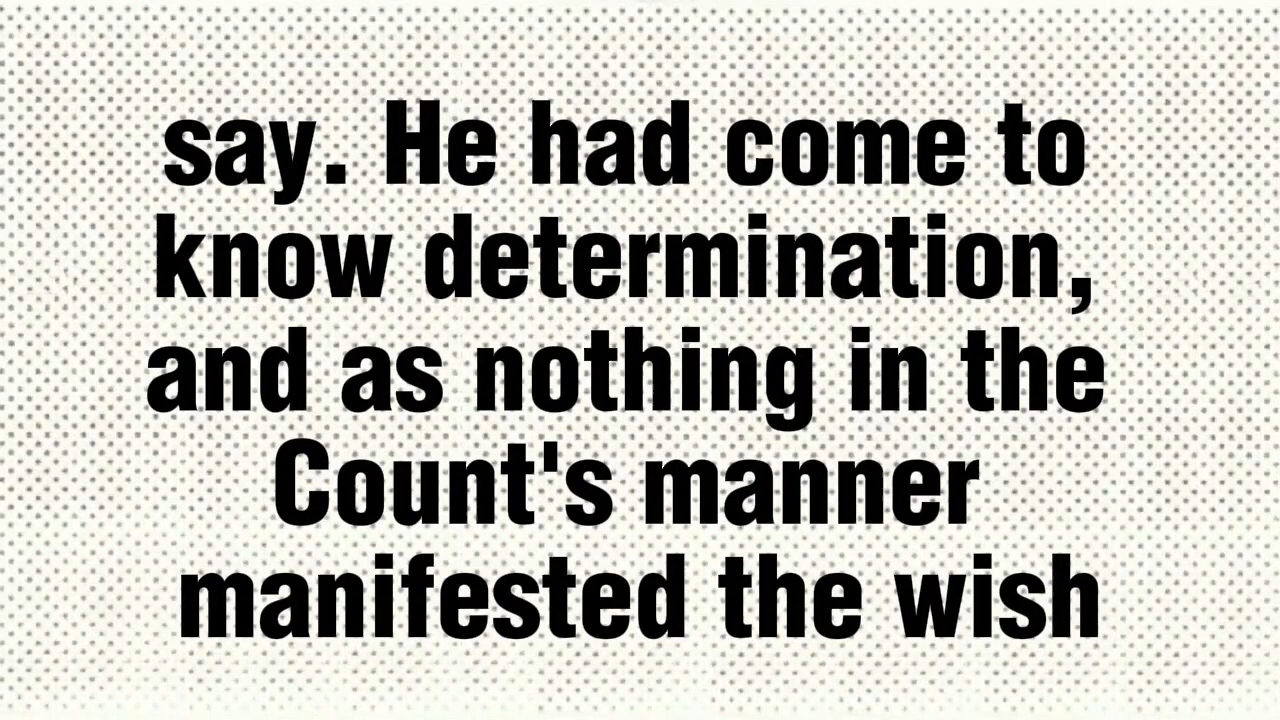 say. He had come to
know determination,
and as nothing in the
Count's manner
manifested the wish